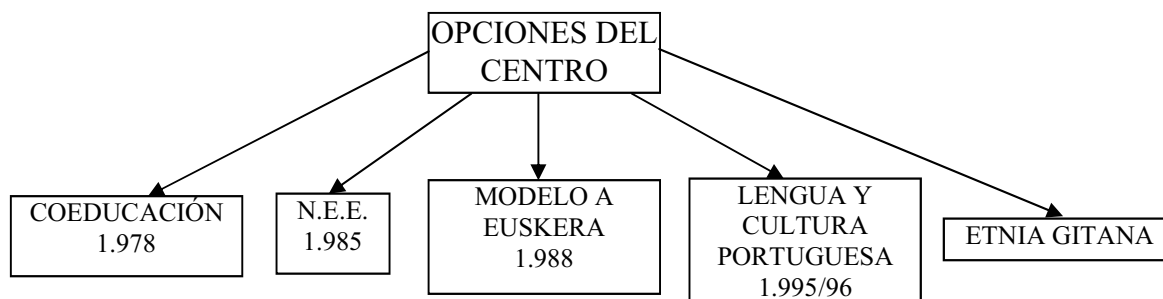 OPCIONES DEL
CENTRO
COEDUCACIÓN
1.978
N.E.E.
1.985
MODELO A
EUSKERA
1.988
LENGUA Y
CULTURA
PORTUGUESA
1.995/96
ETNIA GITANA